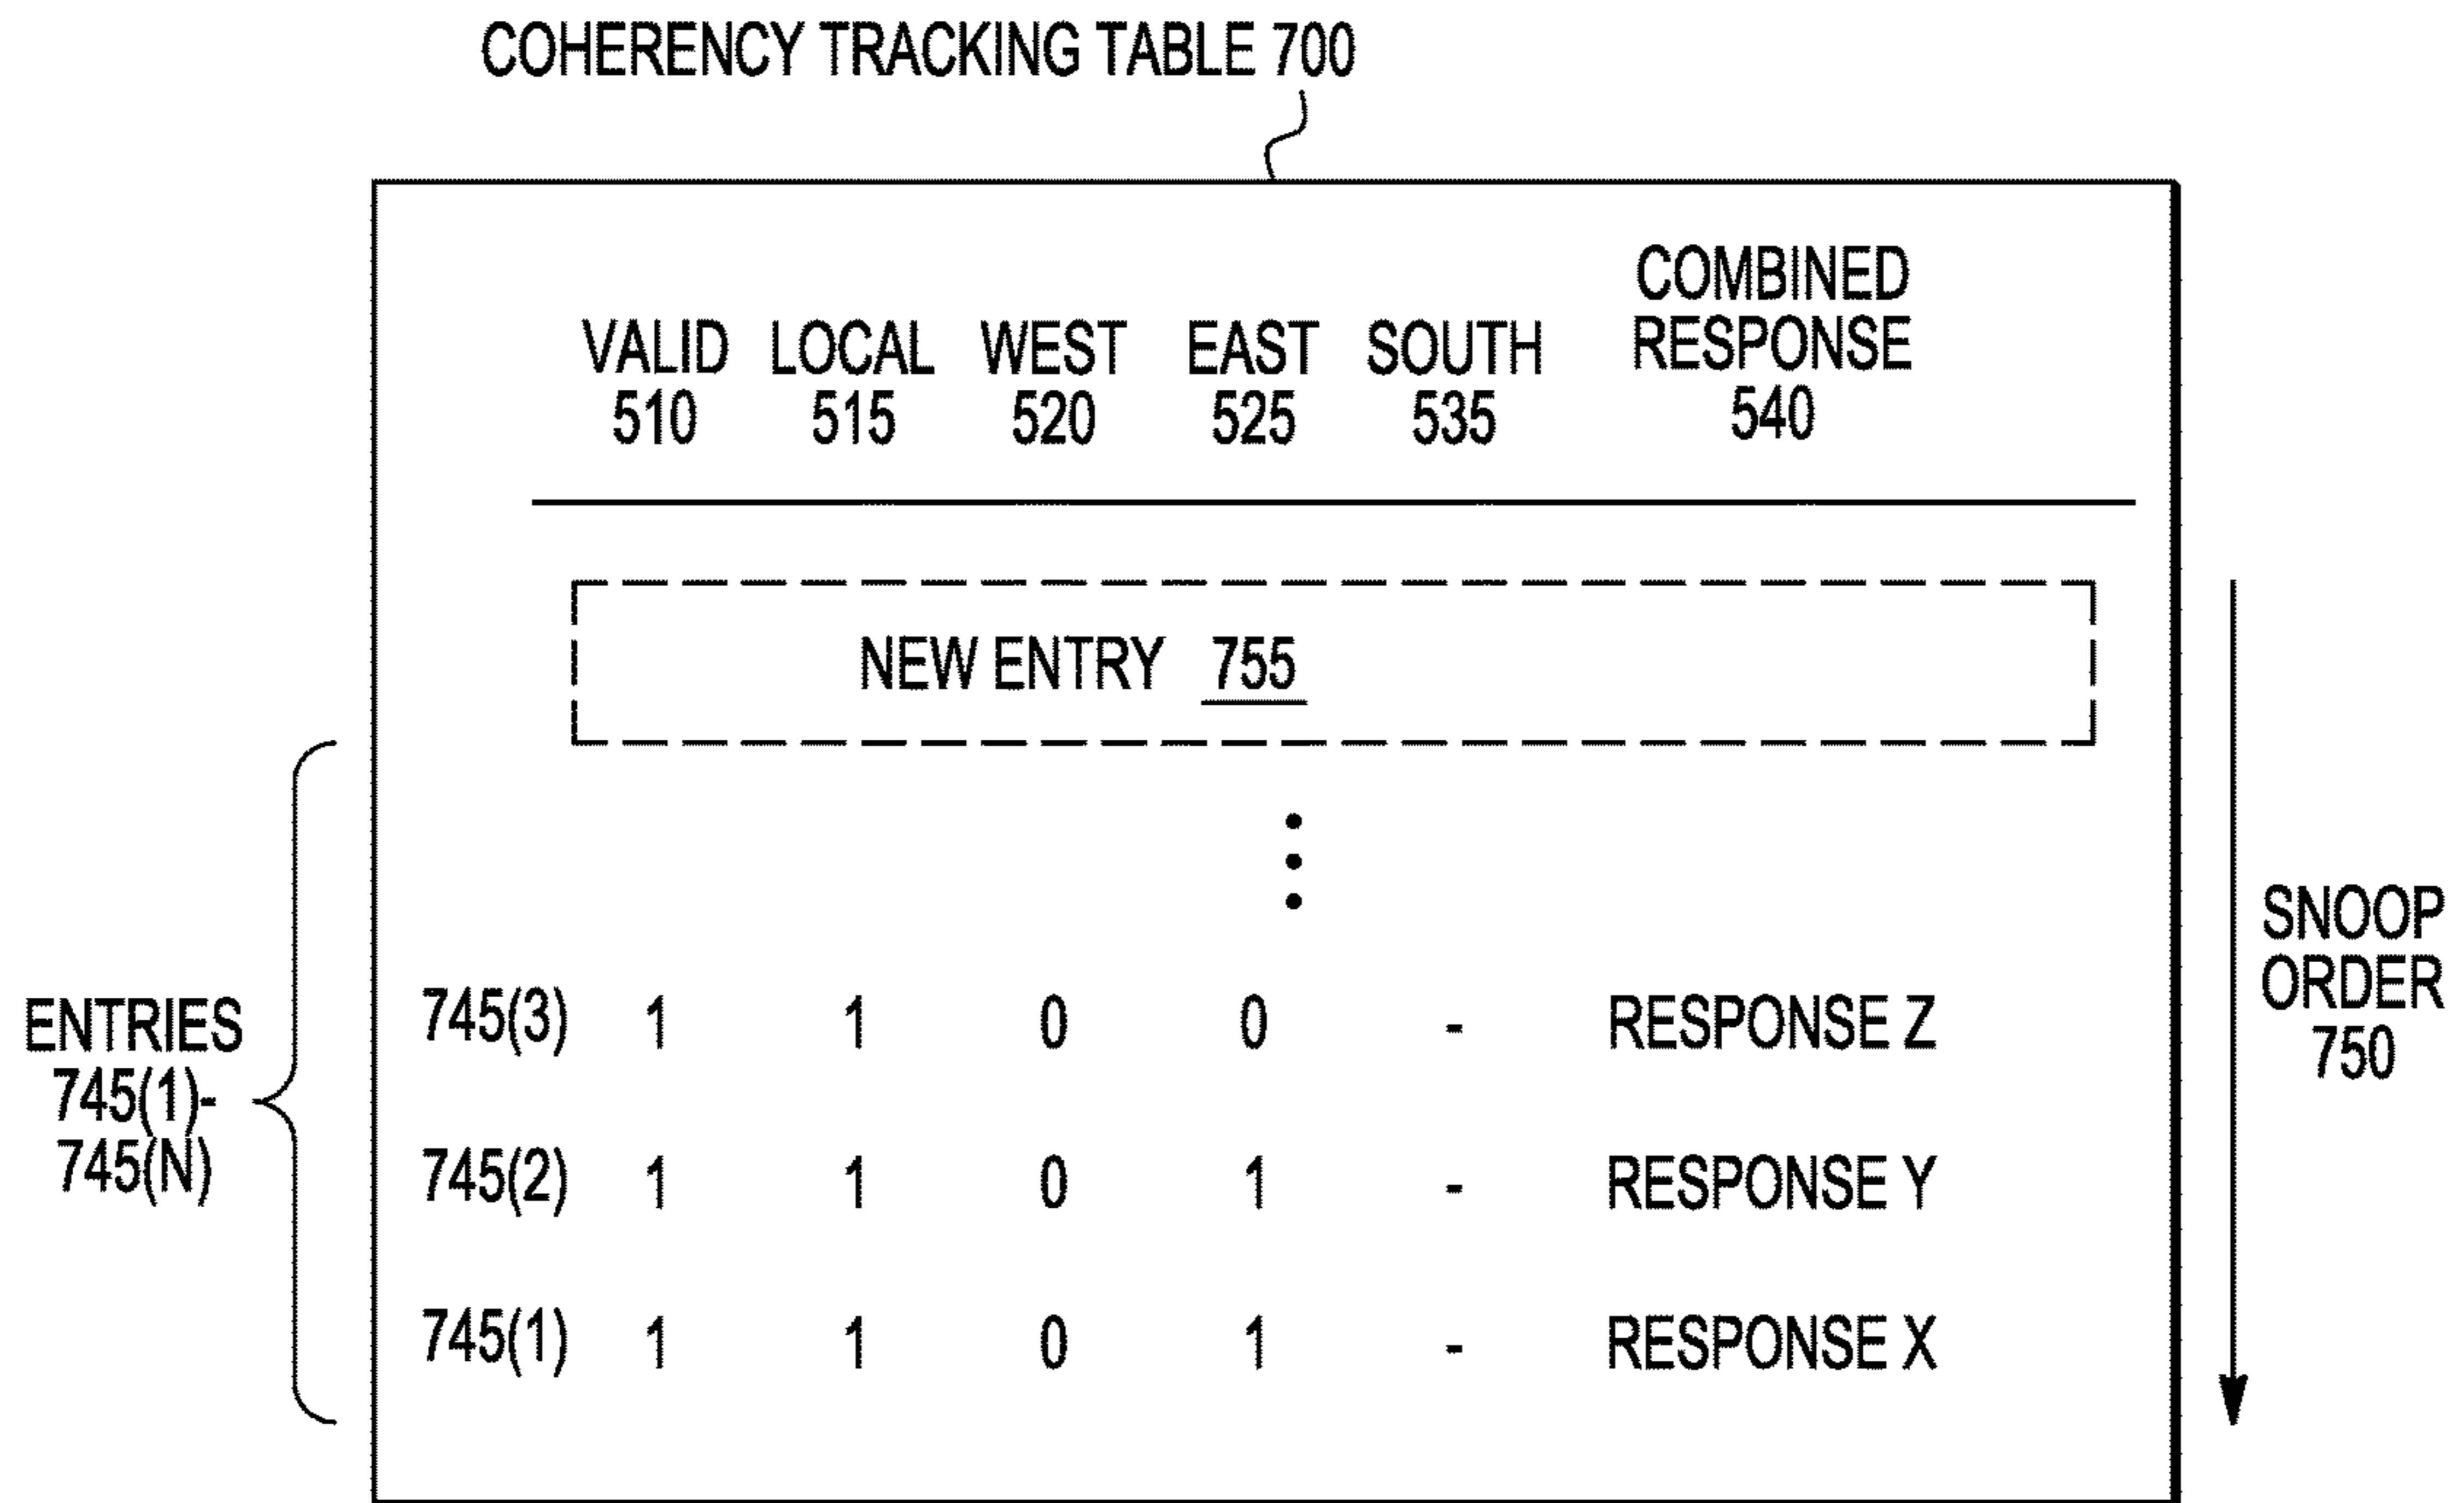 COHERENCY TRACKING TABLE 700
COMBINED
VALID LOCAL WEST EAST SOUTH RESPONSE
510 515 520 525 535 540
NEW ENTRY 755
745(3) 1 1 0 0 - RESPONSE Z
745(2) 1 1 0 1 - RESPONSE Y
745(1) 1 1 0 1 - RESPONSE X
ENTRIES
745(1)-
745(N)
SNOOP
ORDER
750